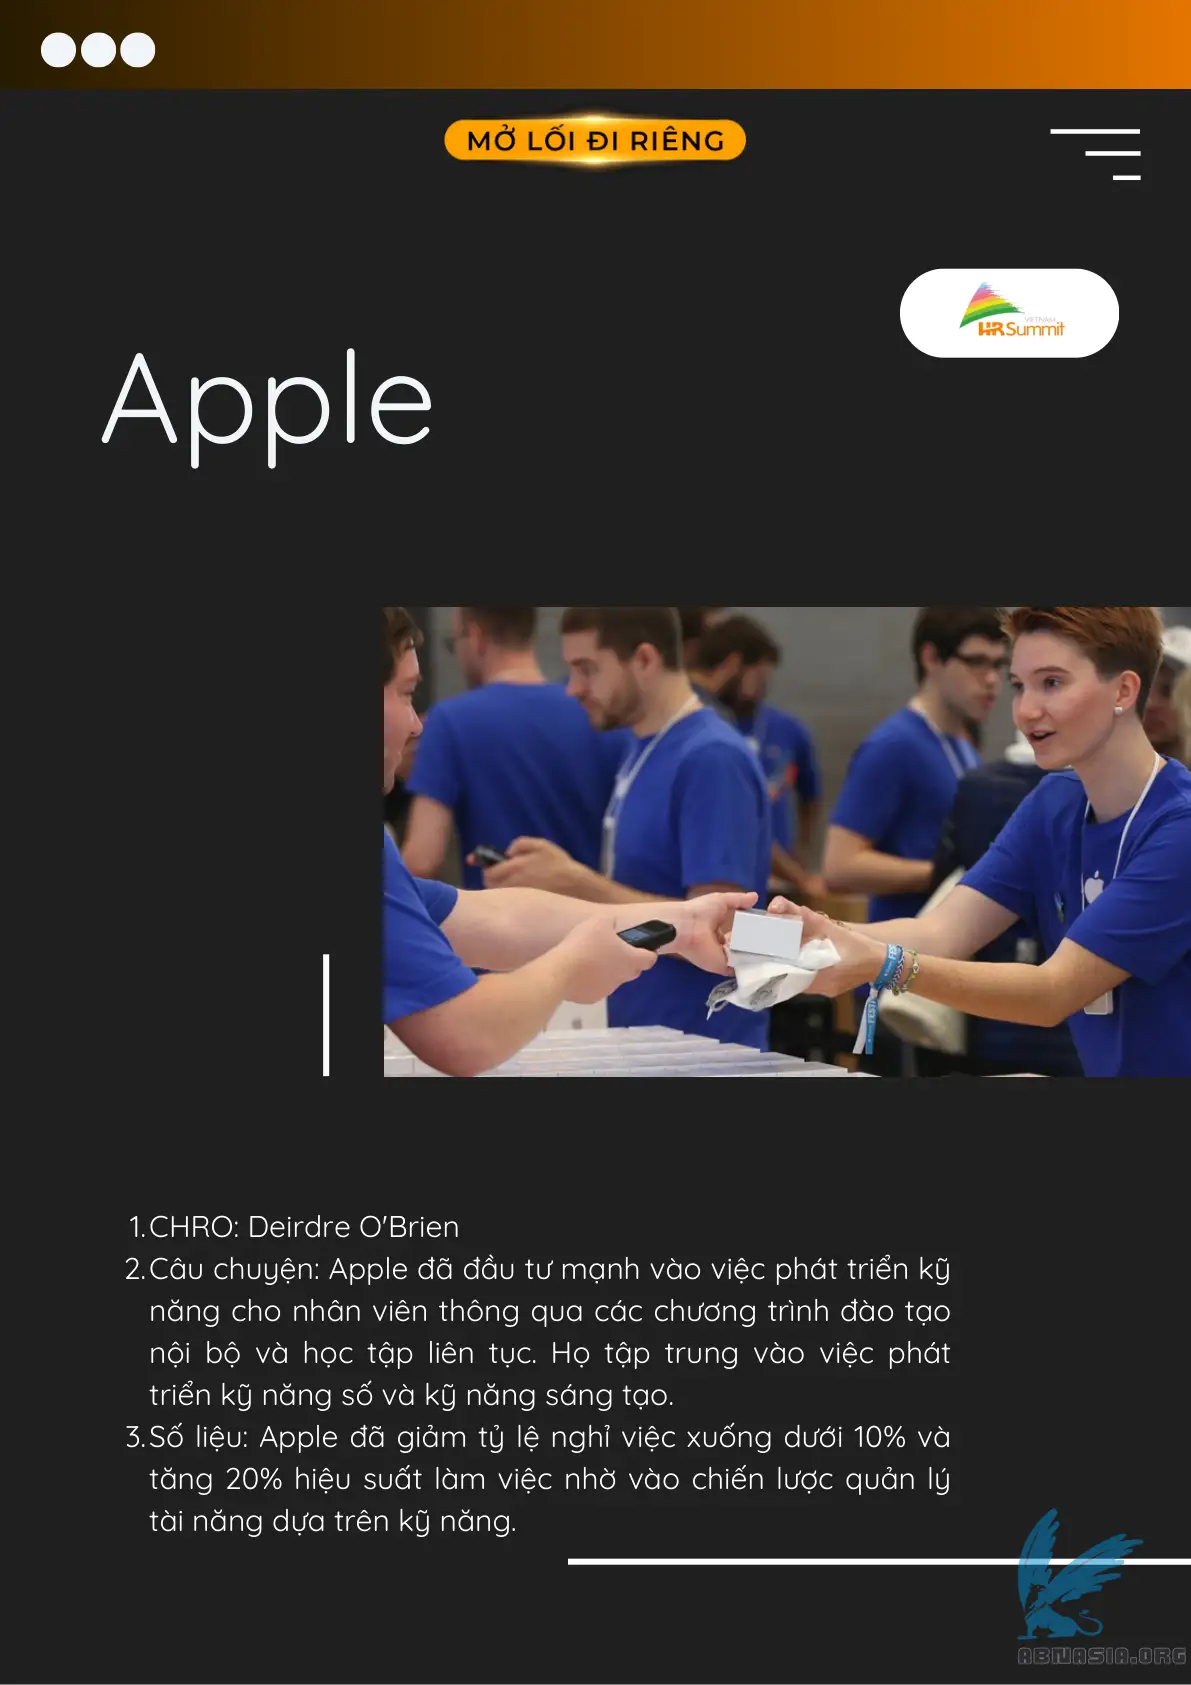 MỞ LỐI ĐI RIÊNG
VIETNAM
HRSummit
Apple
FESTI
1. CHRO: Deirdre O'Brien
2. Câu chuyện: Apple đã đầu tư mạnh vào việc phát triển kỹ
năng cho nhân viên thông qua các chương trình đào tạo
nội bộ và học tập liên tục. Họ tập trung vào việc phát
triển kỹ năng số và kỹ năng sáng tạo.
3. Số liệu: Apple đã giảm tỷ lệ nghỉ việc xuống dưới 10% và
tăng 20% hiệu suất làm việc nhờ vào chiến lược quản lý
tài năng dựa trên kỹ năng.
ABNASIA.ORG